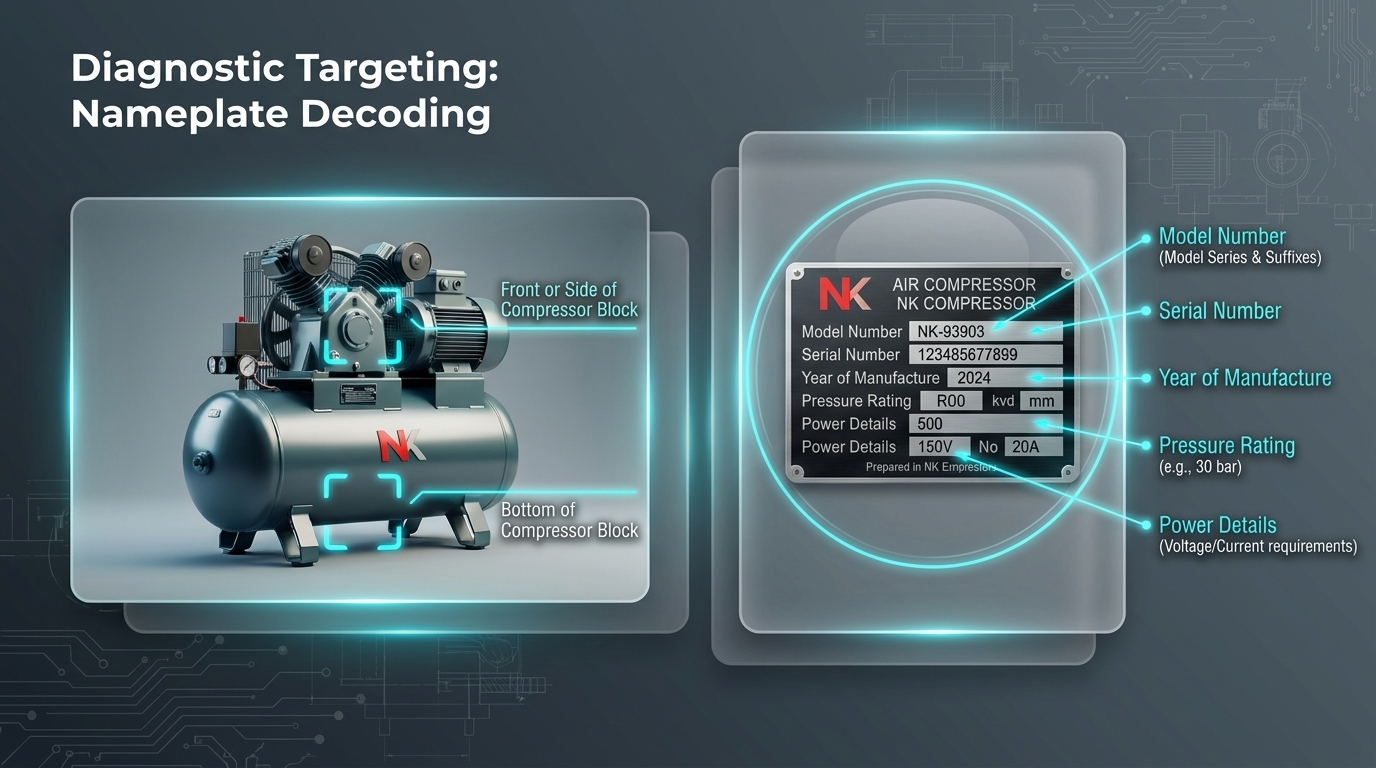 Diagnostic Targeting:
Nameplate Decoding
Front or Side of
Compressor Block
NK
Bottom of
Compressor Block
NK
AIR COMPRESSOR
NK COMPRESSOR
Model Number NK-93903
Serial Number 123485677899
Year of Manufacture 2024
Pressure Rating R00 kvd mm
Power Details 500
Power Details 150V No 20A
Prepared in NK Empresters
Model Number
(Model Series & Suffixes)
Serial Number
Year of Manufacture
Pressure Rating
(e.g., 30 bar)
Power Details
(Voltage/Current requirements)